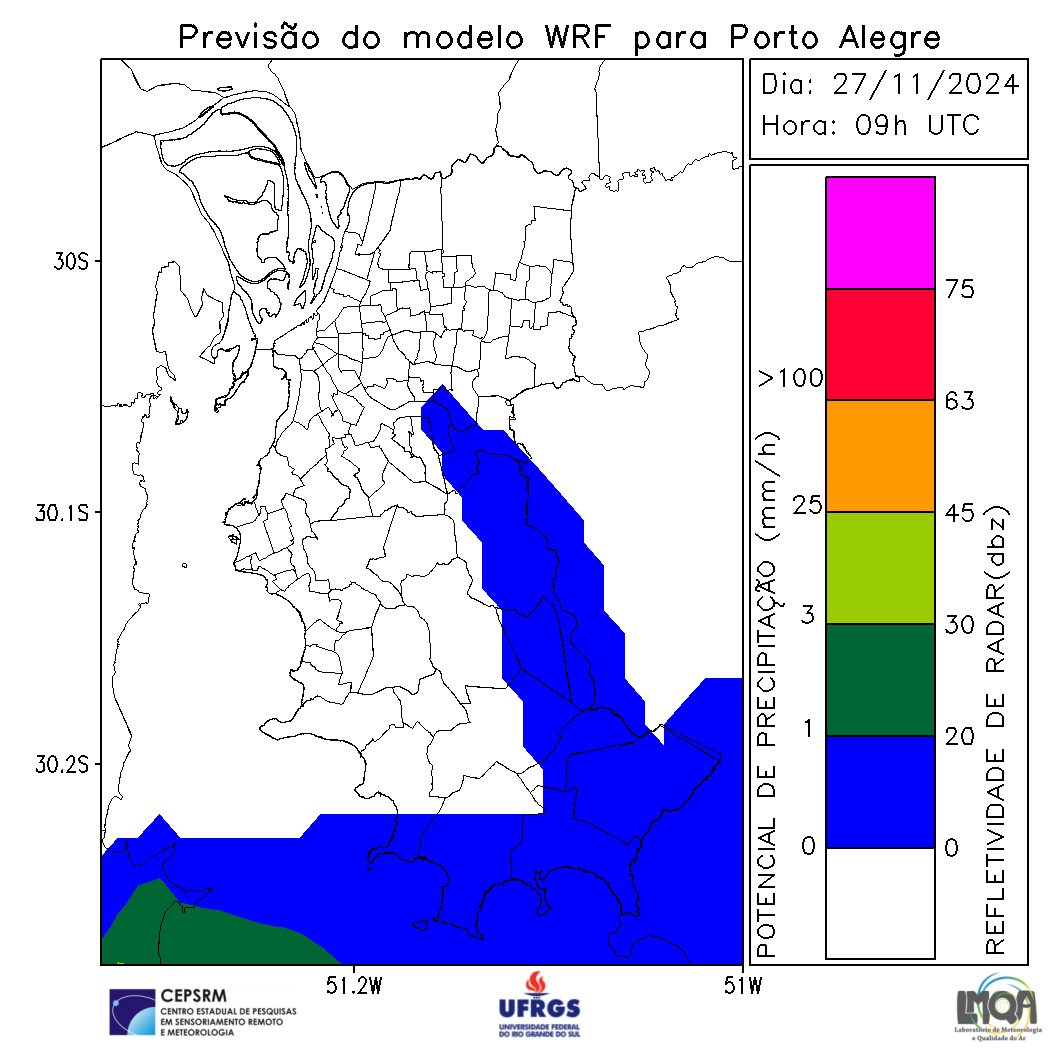 Previsão do modelo WRF para Porto Alegre
Dia: 27/11/2024
Hora: 09h UTC
30S
30.1S
30.2S
51.2W
51W
POTENCIAL DE PRECIPITAÇÃO (mm/h)
>100
25
3
1
0
75
63
45
30
20
0
REFLETIVIDADE DE RADAR(dbz)
CEPSRM
CENTRO ESTADUAL DE PESQUISAS
EM SENSORIAMENTO REMOTO
E METEOROLOGIA
UFRGS
UNIVERSIDADE FEDERAL
DO RIO GRANDE DO SUL
LMQA
Laboratório de Meteorologia
e Qualidade do Ar